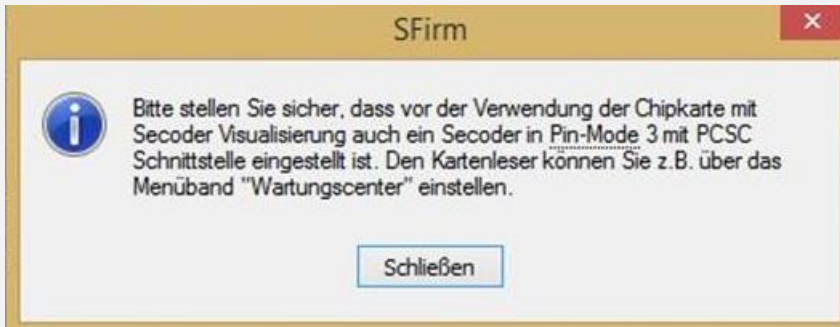 SFirm
Bitte stellen Sie sicher, dass vor der Verwendung der Chipkarte mit
Secoder Visualisierung auch ein Secoder in Pin-Mode 3 mit PCSC
Schnittstelle eingestellt ist. Den Kartenleser können Sie z.B. über das
Menüband "Wartungscenter" einstellen.
Schließen